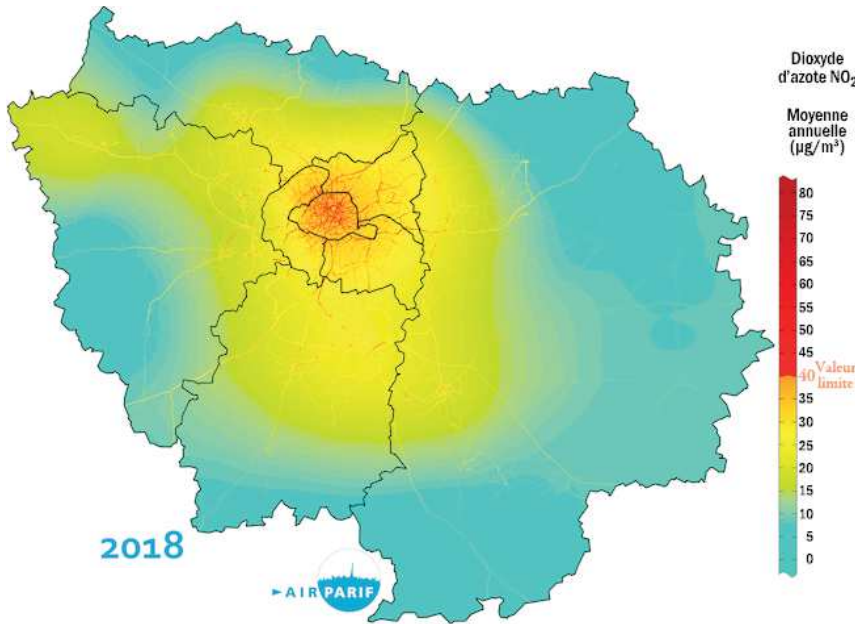 Dioxyde
d'azote NO2
Moyenne
annuelle
(µg/m³)
80
75
70
65
60
55
50
45
40 Valeur
limite
35
30
25
20
15
10
5
0
2018
AIRPARIF